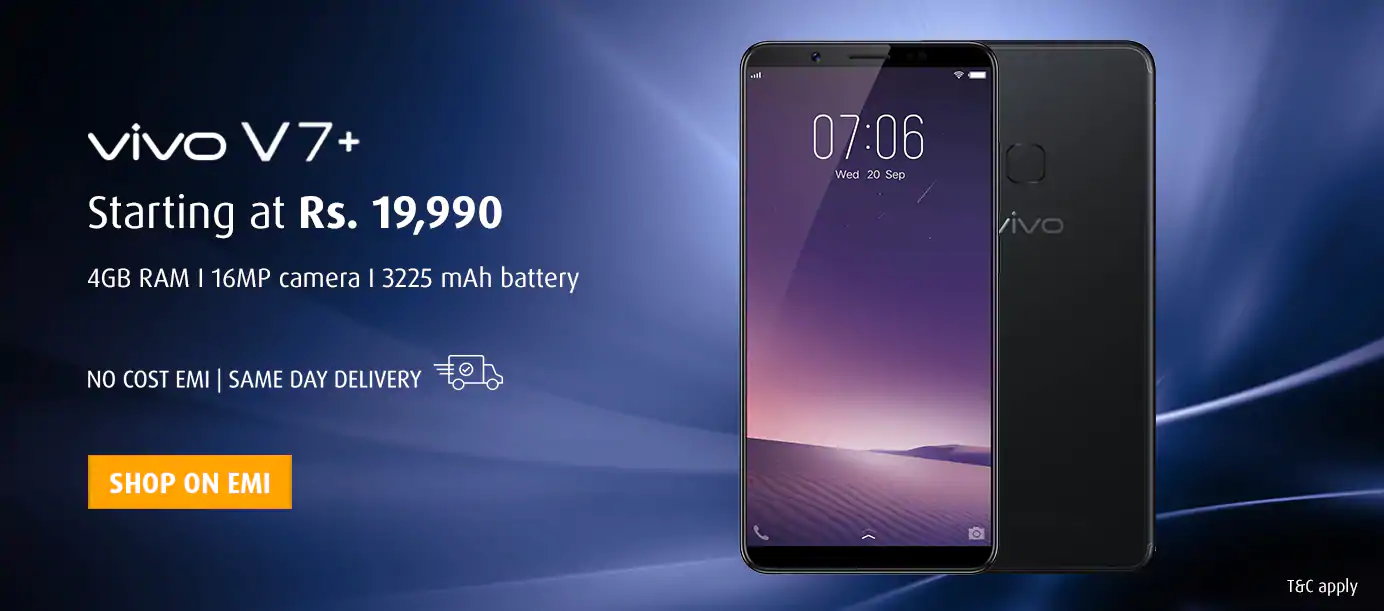 vivo V7+
Starting at Rs. 19,990
4GB RAM I 16MP camera I 3225 mAh battery
NO COST EMI | SAME DAY DELIVERY
SHOP ON EMI
07:06
Wed 20 Sep
vivo
T&C apply